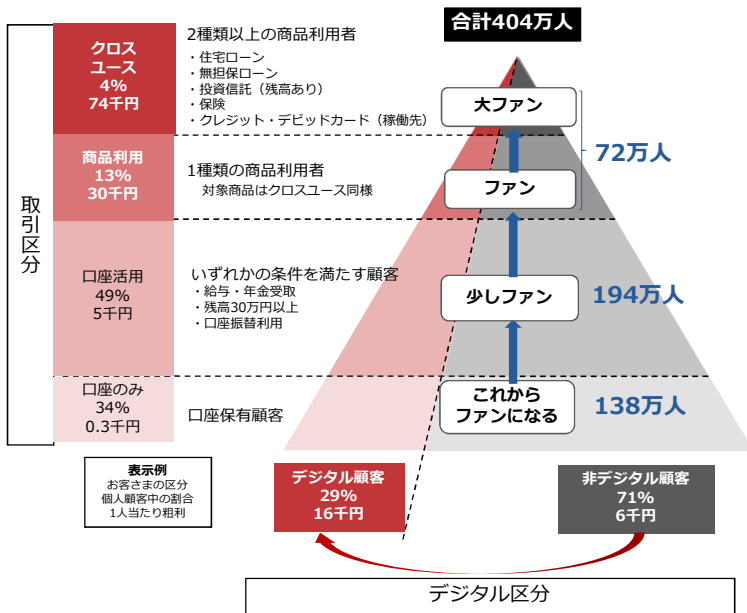 合計404万人
取引区分
クロス
ユース
4%
74千円
2種類以上の商品利用者
・住宅ローン
・無担保ローン
・投資信託（残高あり）
・保険
・クレジット・デビットカード（稼働先）
大ファン
72万人
商品利用
13%
30千円
1種類の商品利用者
対象商品はクロスユース同様
ファン
口座活用
49%
5千円
いずれかの条件を満たす顧客
・給与・年金受取
・残高30万円以上
・口座振替利用
少しファン
194万人
口座のみ
34%
0.3千円
口座保有顧客
これから
ファンになる
138万人
表示例
お客さまの区分
個人顧客中の割合
1人当たり粗利
デジタル顧客
29%
16千円
非デジタル顧客
71%
6千円
デジタル区分